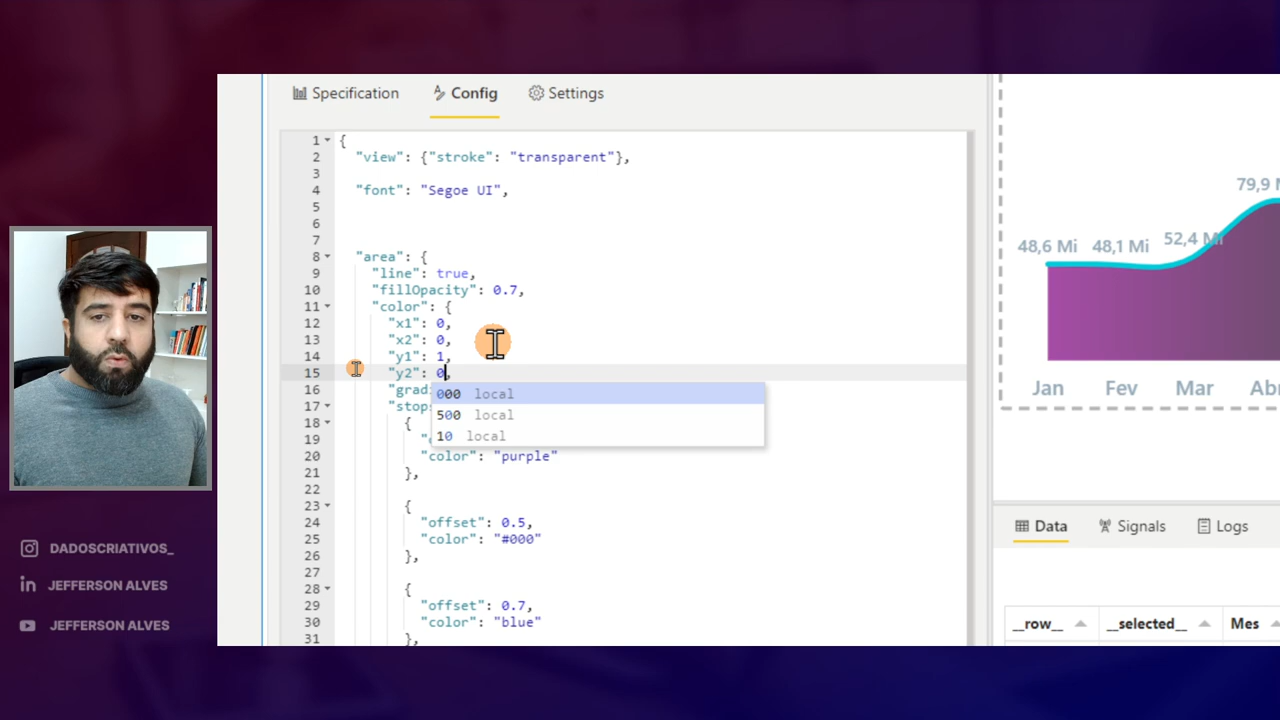 Specification Config Settings
1 {
2 "view": {"stroke": "transparent"},
3
4 "font": "Segoe UI",
5
6
7
8 "area": {
9 "line": true,
10 "fillOpacity": 0.7,
11 "color": {
12 "x1": 0,
13 "x2": 0,
14 "y1": 1,
15 "y2": 0,
16 "gradi
17 "stops
18 {
19
20 "color": "purple"
21 },
22
23 {
24 "offset": 0.5,
25 "color": "#000"
26 },
27
28 {
29 "offset": 0.7,
30 "color": "blue"
31 },
000 local
500 local
10 local
79,9 M
48,6 Mi 48,1 Mi 52,4 Mi
Jan Fev Mar Abr
Data Signals Logs
__row__ __selected__ Mes
DADOSCRIATIVOS_
JEFFERSON ALVES
JEFFERSON ALVES